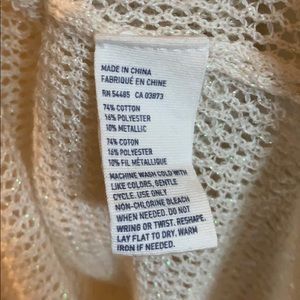 MADE IN CHINA
FABRIQUÉ EN CHINE
RN 54485 CA 03873
74% COTTON
16% POLYESTER
10% METALLIC
74% COTON
16% POLYESTER
10% FIL MÉTALLIQUE
MACHINE WASH COLD WITH
LIKE COLORS, GENTLE
CYCLE. USE ONLY
NON-CHLORINE BLEACH
WHEN NEEDED. DO NOT
WRING OR TWIST. RESHAPE.
LAY FLAT TO DRY. WARM
IRON IF NEEDED.